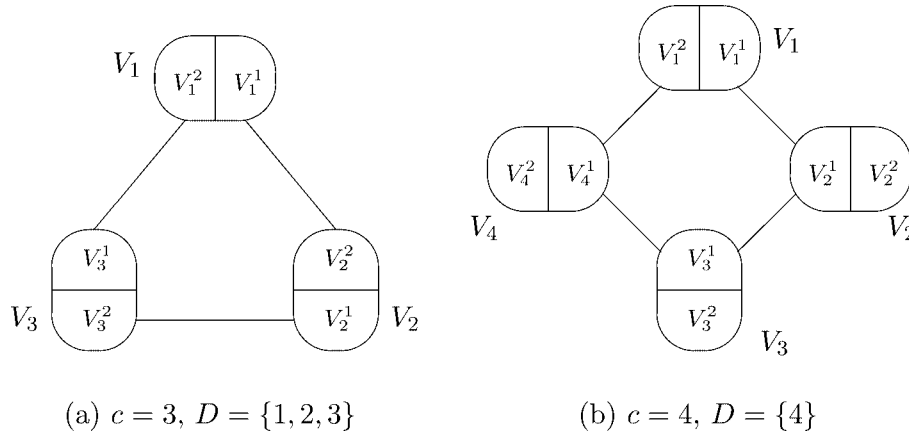 V_1
V_1^2 V_1^1
V_3^1
V_3^2
V_3
V_2^2
V_2^1
V_2
(a) c = 3, D = {1, 2, 3}
V_1
V_1^2 V_1^1
V_4^2 V_4^1
V_4
V_2^1 V_2^2
V_2
V_3^1
V_3^2
V_3
(b) c = 4, D = {4}